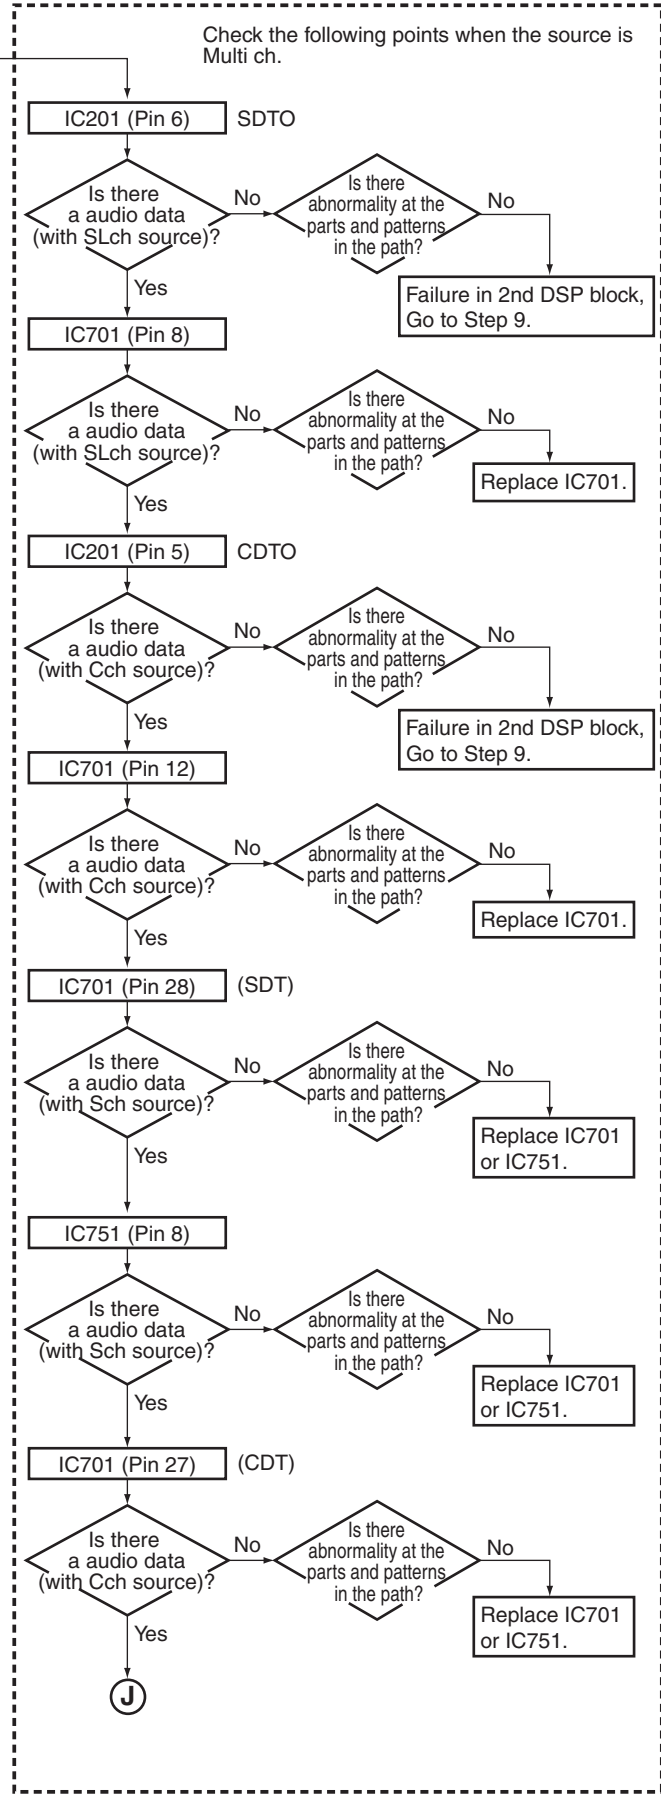 Check the following points when the source is
Multi ch.
IC201 (Pin 6) SDTO
Is there
a audio data
(with SLch source)?
No
Is there
abnormality at the
parts and patterns
in the path?
No
Failure in 2nd DSP block,
Go to Step 9.
Yes
IC701 (Pin 8)
Is there
a audio data
(with SLch source)?
No
Is there
abnormality at the
parts and patterns
in the path?
No
Replace IC701.
Yes
IC201 (Pin 5) CDTO
Is there
a audio data
(with Cch source)?
No
Is there
abnormality at the
parts and patterns
in the path?
No
Failure in 2nd DSP block,
Go to Step 9.
Yes
IC701 (Pin 12)
Is there
a audio data
(with Cch source)?
No
Is there
abnormality at the
parts and patterns
in the path?
No
Replace IC701.
Yes
IC701 (Pin 28) (SDT)
Is there
a audio data
(with Sch source)?
No
Is there
abnormality at the
parts and patterns
in the path?
No
Replace IC701
or IC751.
Yes
IC751 (Pin 8)
Is there
a audio data
(with Sch source)?
No
Is there
abnormality at the
parts and patterns
in the path?
No
Replace IC701
or IC751.
Yes
IC701 (Pin 27) (CDT)
Is there
a audio data
(with Cch source)?
No
Is there
abnormality at the
parts and patterns
in the path?
No
Replace IC701
or IC751.
Yes
J